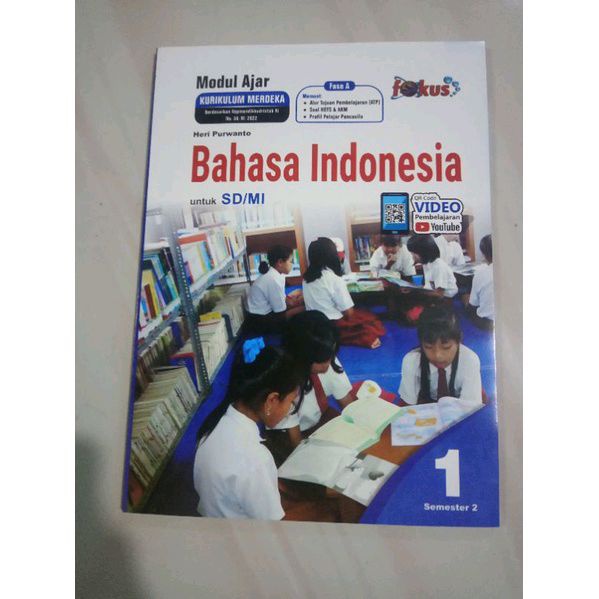 Modul Ajar
KURIKULUM MERDEKA
Fase A
Memuat:
• Alur Tujuan Pembelajaran (ATP)
• Soal HOTS & AKM
• Profil Pelajar Pancasila
fokus
Heri Purwanto
Bahasa Indonesia
untuk SD/MI
QR Code
VIDEO
Pembelajaran
YouTube
1
Semester 2